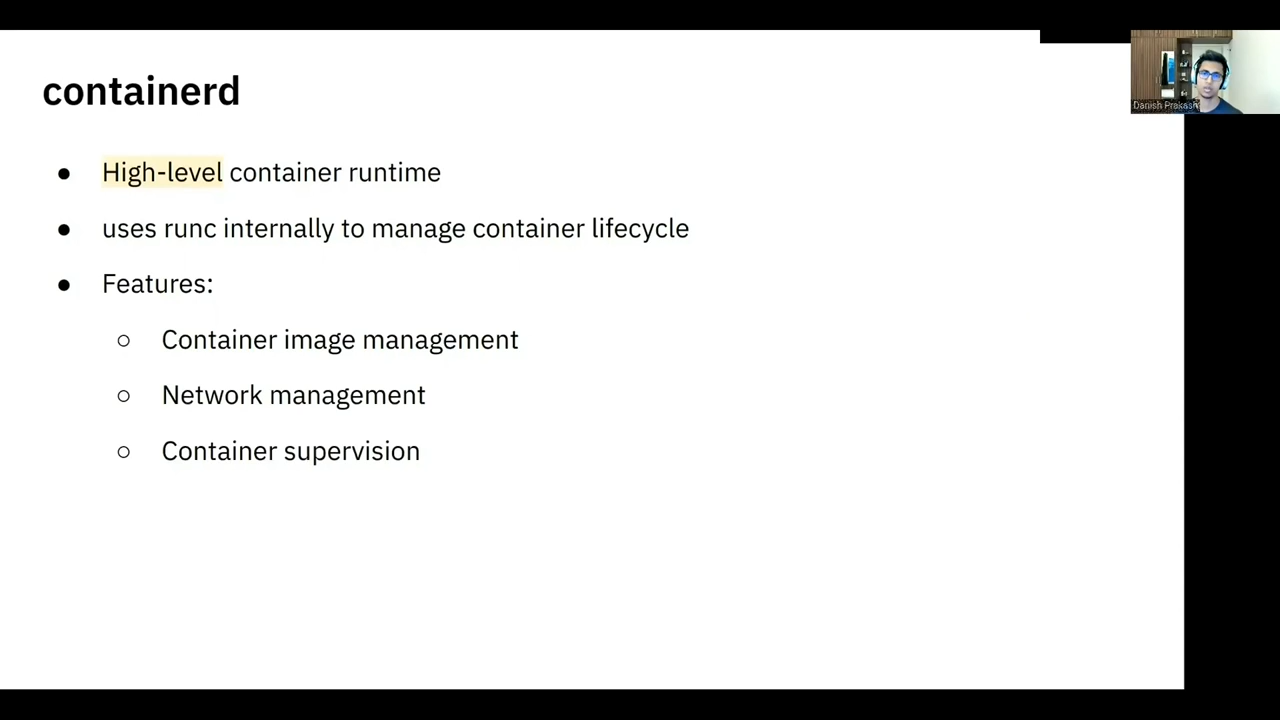 containerd
● High-level container runtime
● uses runc internally to manage container lifecycle
● Features:
○ Container image management
○ Network management
○ Container supervision
Danish Prakash